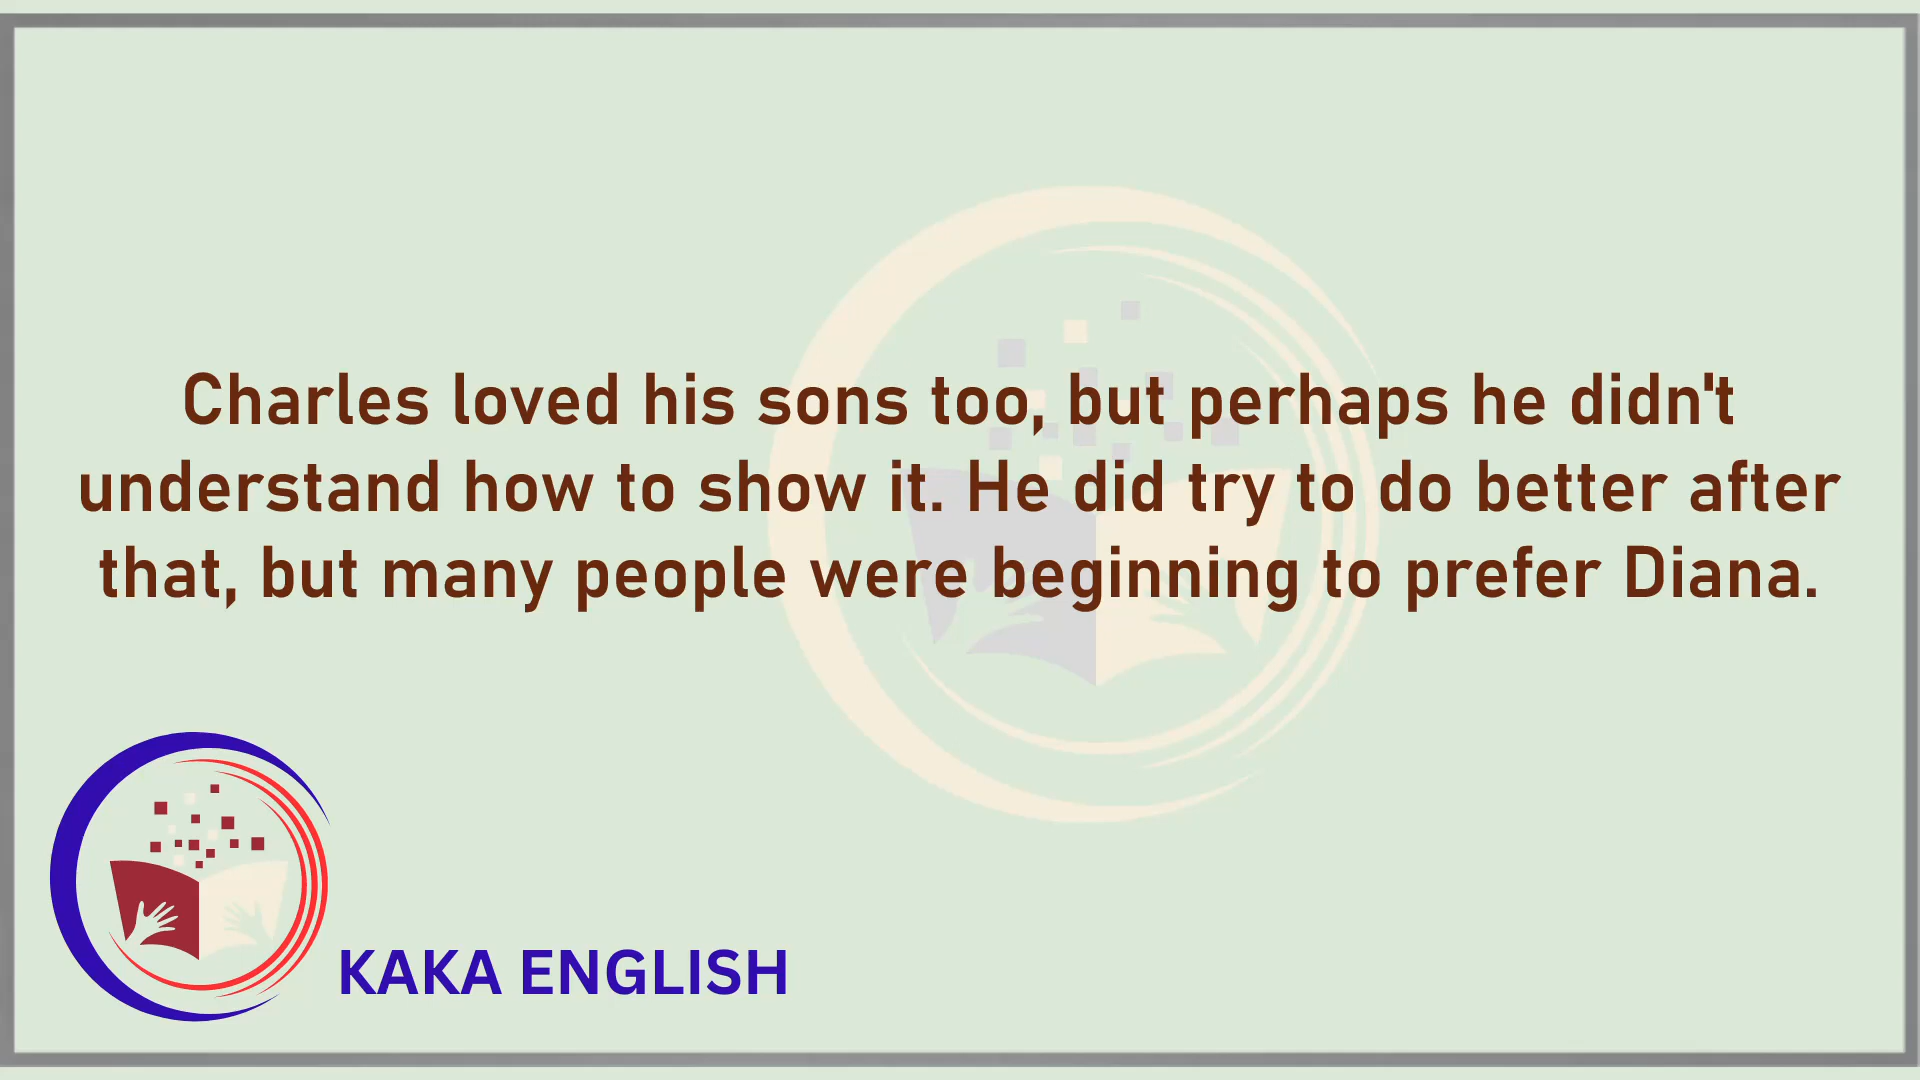 Charles loved his sons too, but perhaps he didn't
understand how to show it. He did try to do better after
that, but many people were beginning to prefer Diana.
KAKA ENGLISH